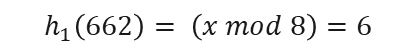 h₁(662) = (x mod 8) = 6